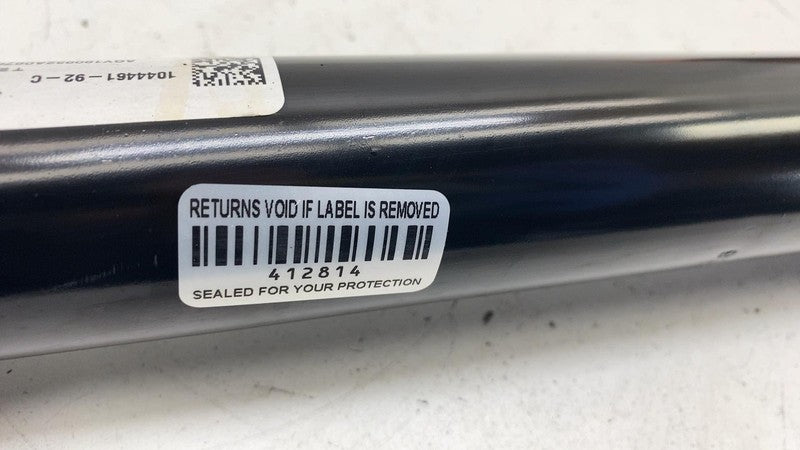 1044461-92-C
RETURNS VOID IF LABEL IS REMOVED
412814
SEALED FOR YOUR PROTECTION